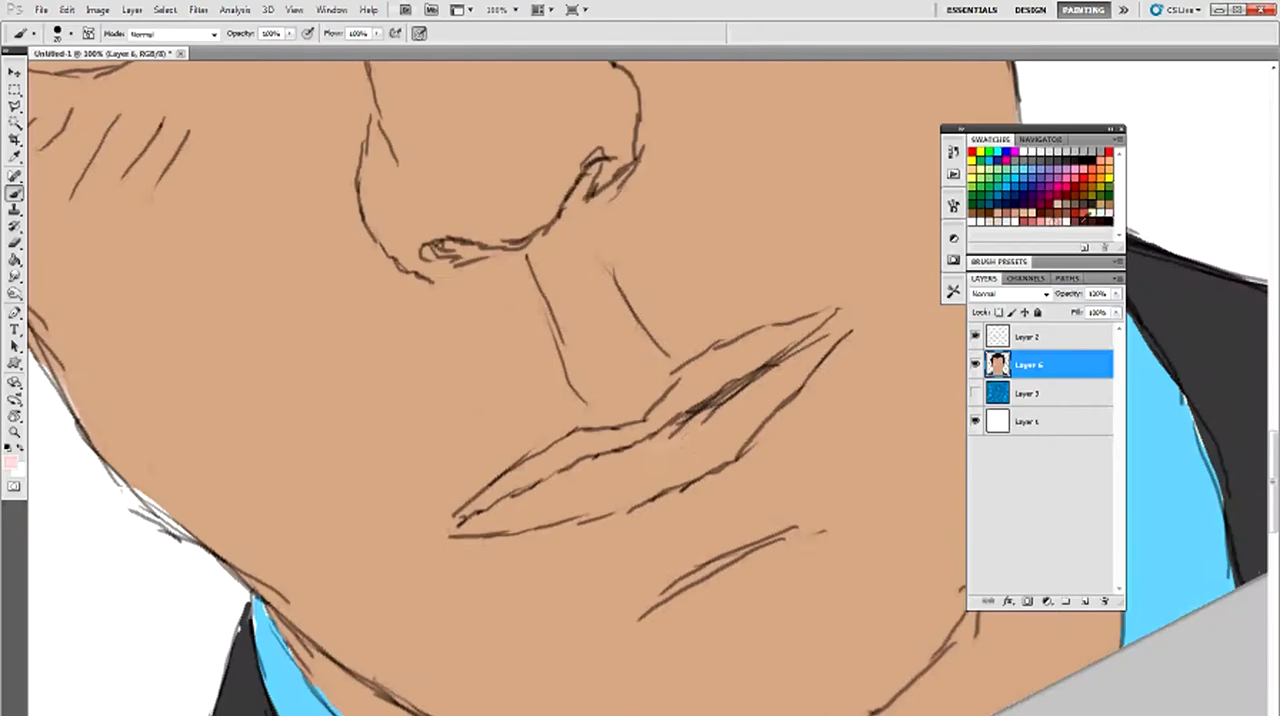 Ps File Edit Image Layer Select Filter Analysis 3D View Window Help 100% ESSENTIALS DESIGN PAINTING CS Live
20 Mode: Normal Opacity: 100% Flow: 100%
Untitled-1 @ 100% (Layer 6, RGB/8) *
SWATCHES NAVIGATOR
BRUSH PRESETS
LAYERS CHANNELS PATHS
Normal Opacity: 100%
Lock: Fill: 100%
Layer 2
Layer 6
Layer 3
Layer 1